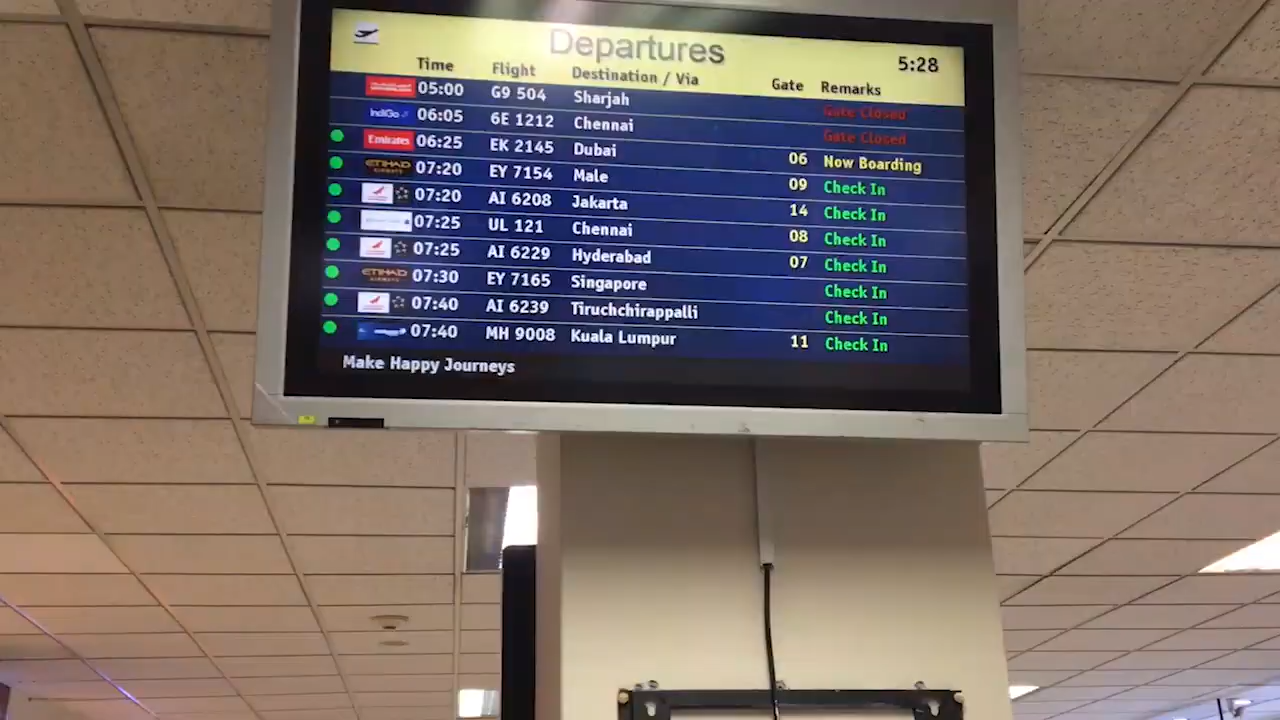 Departures 5:28
Time Flight Destination / Via Gate Remarks
05:00 G9 504 Sharjah Gate Closed
IndiGo 06:05 6E 1212 Chennai Gate Closed
Emirates 06:25 EK 2145 Dubai 06 Now Boarding
ETIHAD AIRWAYS 07:20 EY 7154 Male 09 Check In
07:20 AI 6208 Jakarta 14 Check In
07:25 UL 121 Chennai 08 Check In
07:25 AI 6229 Hyderabad 07 Check In
ETIHAD AIRWAYS 07:30 EY 7165 Singapore Check In
07:40 AI 6239 Tiruchchirappalli Check In
07:40 MH 9008 Kuala Lumpur 11 Check In
Make Happy Journeys